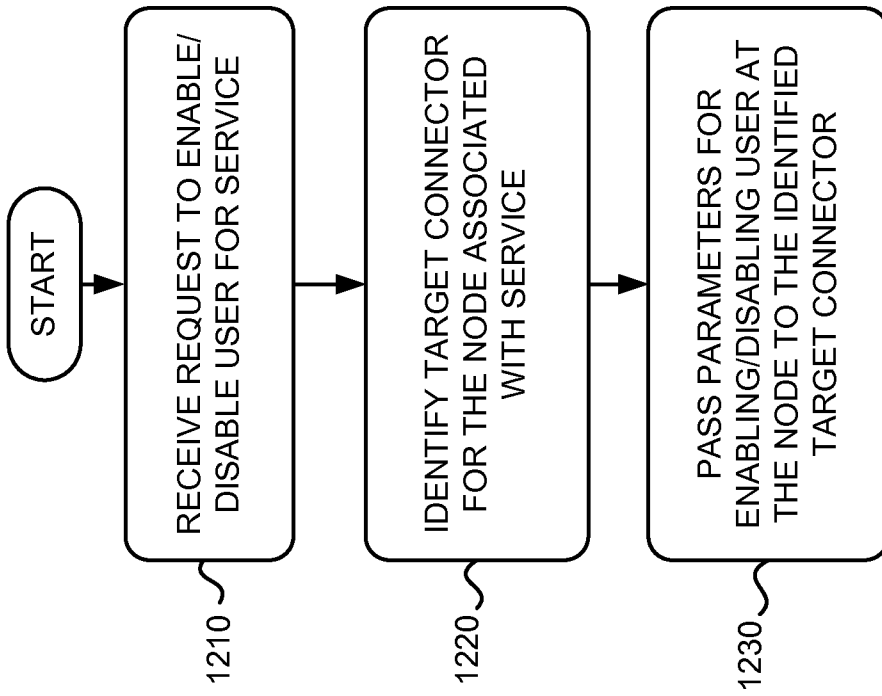 START
RECEIVE REQUEST TO ENABLE/
DISABLE USER FOR SERVICE
1210
IDENTIFY TARGET CONNECTOR
FOR THE NODE ASSOCIATED
WITH SERVICE
1220
PASS PARAMETERS FOR
ENABLING/DISABLING USER AT
THE NODE TO THE IDENTIFIED
TARGET CONNECTOR
1230